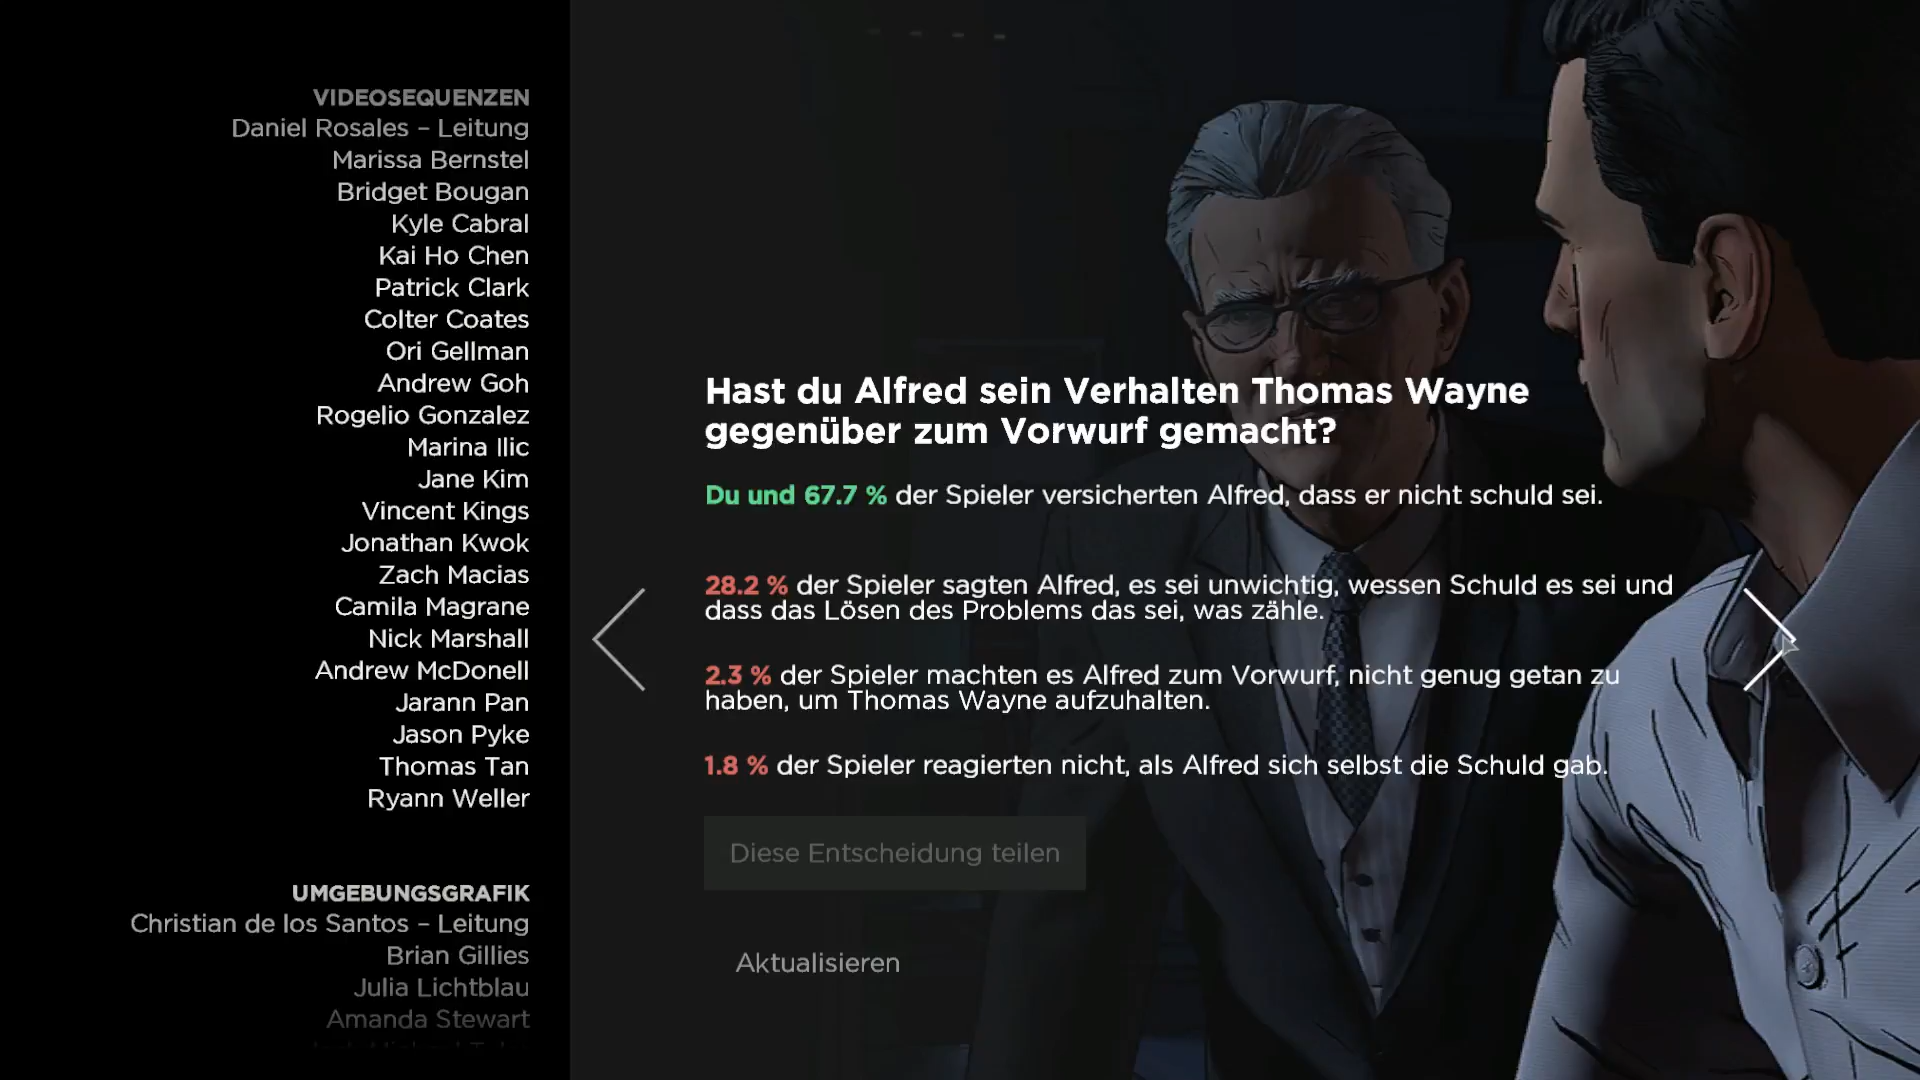 VIDEOSEQUENZEN
Daniel Rosales – Leitung
Marissa Bernstel
Bridget Bougan
Kyle Cabral
Kai Ho Chen
Patrick Clark
Colter Coates
Ori Gellman
Andrew Goh
Rogelio Gonzalez
Marina Ilic
Jane Kim
Vincent Kings
Jonathan Kwok
Zach Macias
Camila Magrane
Nick Marshall
Andrew McDonell
Jarann Pan
Jason Pyke
Thomas Tan
Ryann Weller
UMGEBUNGSGRAFIK
Christian de los Santos – Leitung
Brian Gillies
Julia Lichtblau
Amanda Stewart
Hast du Alfred sein Verhalten Thomas Wayne
gegenüber zum Vorwurf gemacht?
Du und 67.7 % der Spieler versicherten Alfred, dass er nicht schuld sei.
28.2 % der Spieler sagten Alfred, es sei unwichtig, wessen Schuld es sei und
dass das Lösen des Problems das sei, was zähle.
2.3 % der Spieler machten es Alfred zum Vorwurf, nicht genug getan zu
haben, um Thomas Wayne aufzuhalten.
1.8 % der Spieler reagierten nicht, als Alfred sich selbst die Schuld gab.
Diese Entscheidung teilen
Aktualisieren